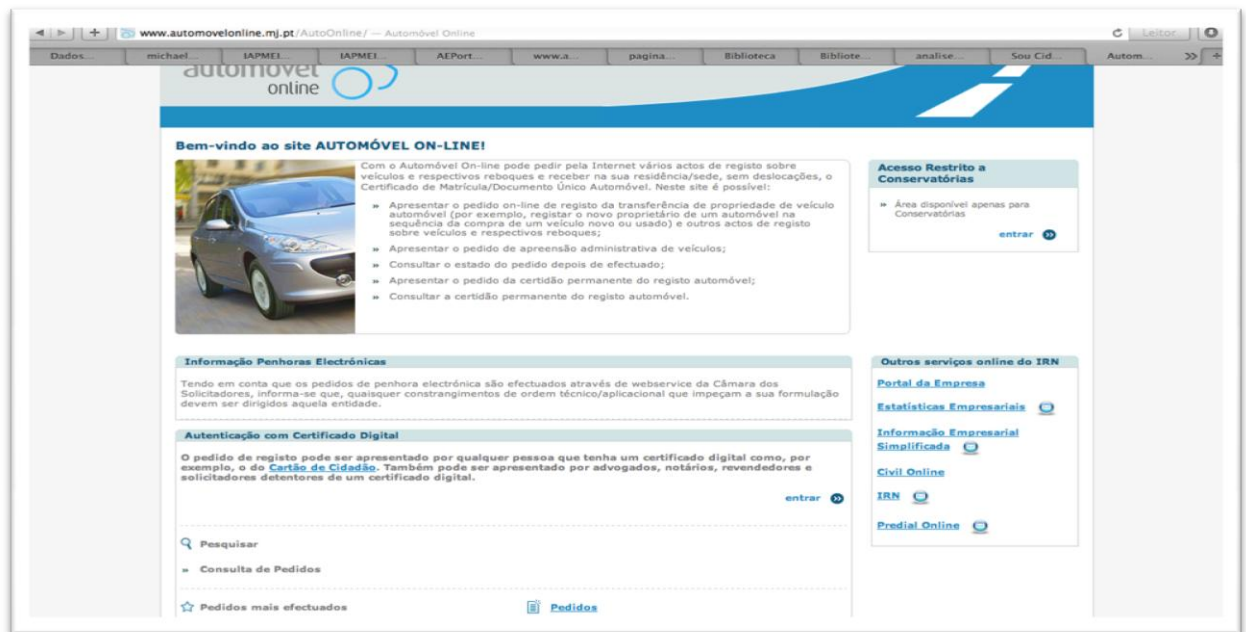 www.automovelonline.mj.pt/AutoOnline/ — Automóvel Online
Leitor
Dados... michael... IAPMEI... IAPMEI... AEPort... www.a... pagina... Biblioteca Bibliote... analise... Sou Cid... Autom...
automóvel
online
Bem-vindo ao site AUTOMÓVEL ON-LINE!
Com o Automóvel On-line pode pedir pela Internet vários actos de registo sobre
veículos e respectivos reboques e receber na sua residência/sede, sem deslocações, o
Certificado de Matrícula/Documento Único Automóvel. Neste site é possível:
» Apresentar o pedido on-line de registo da transferência de propriedade de veículo
automóvel (por exemplo, registar o novo proprietário de um automóvel na
sequência da compra de um veículo novo ou usado) e outros actos de registo
sobre veículos e respectivos reboques;
» Apresentar o pedido de apreensão administrativa de veículos;
» Consultar o estado do pedido depois de efectuado;
» Apresentar o pedido da certidão permanente do registo automóvel;
» Consultar a certidão permanente do registo automóvel.
Acesso Restrito a
Conservatórias
» Área disponível apenas para
Conservatórias
entrar
Informação Penhoras Electrónicas
Tendo em conta que os pedidos de penhora electrónica são efectuados através de webservice da Câmara dos
Solicitadores, informa-se que, quaisquer constrangimentos de ordem técnico/aplicacional que impeçam a sua formulação
devem ser dirigidos aquela entidade.
Autenticação com Certificado Digital
O pedido de registo pode ser apresentado por qualquer pessoa que tenha um certificado digital como, por
exemplo, o do Cartão de Cidadão. Também pode ser apresentado por advogados, notários, revendedores e
solicitadores detentores de um certificado digital.
entrar
Pesquisar
» Consulta de Pedidos
Pedidos mais efectuados
Pedidos
Outros serviços online do IRN
Portal da Empresa
Estatísticas Empresariais
Informação Empresarial
Simplificada
Civil Online
IRN
Predial Online